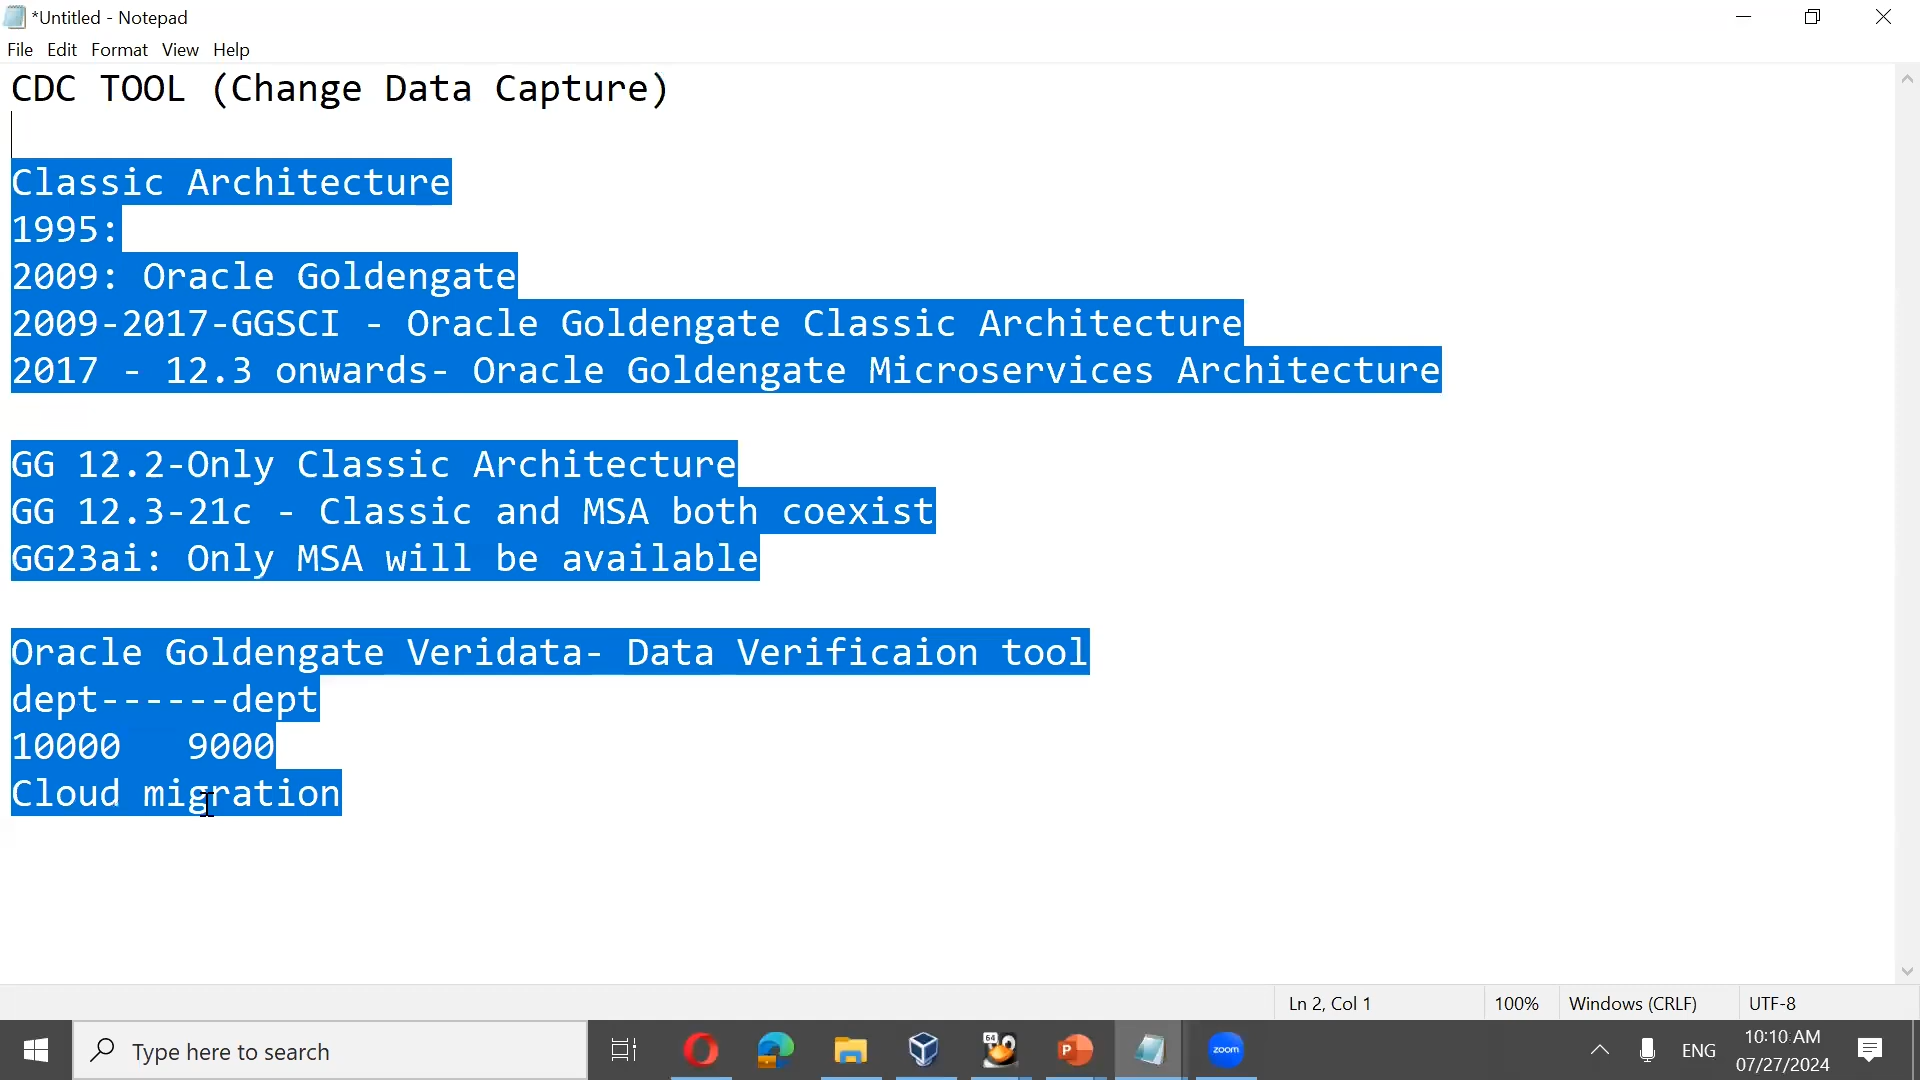 *Untitled - Notepad
File Edit Format View Help
CDC TOOL (Change Data Capture)
Classic Architecture
1995:
2009: Oracle Goldengate
2009-2017-GGSCI - Oracle Goldengate Classic Architecture
2017 - 12.3 onwards- Oracle Goldengate Microservices Architecture
GG 12.2-Only Classic Architecture
GG 12.3-21c - Classic and MSA both coexist
GG23ai: Only MSA will be available
Oracle Goldengate Veridata- Data Verificaion tool
dept------dept
10000 9000
Cloud migration
Ln 2, Col 1 100% Windows (CRLF) UTF-8
Type here to search 64 P zoom ENG 10:10 AM
07/27/2024